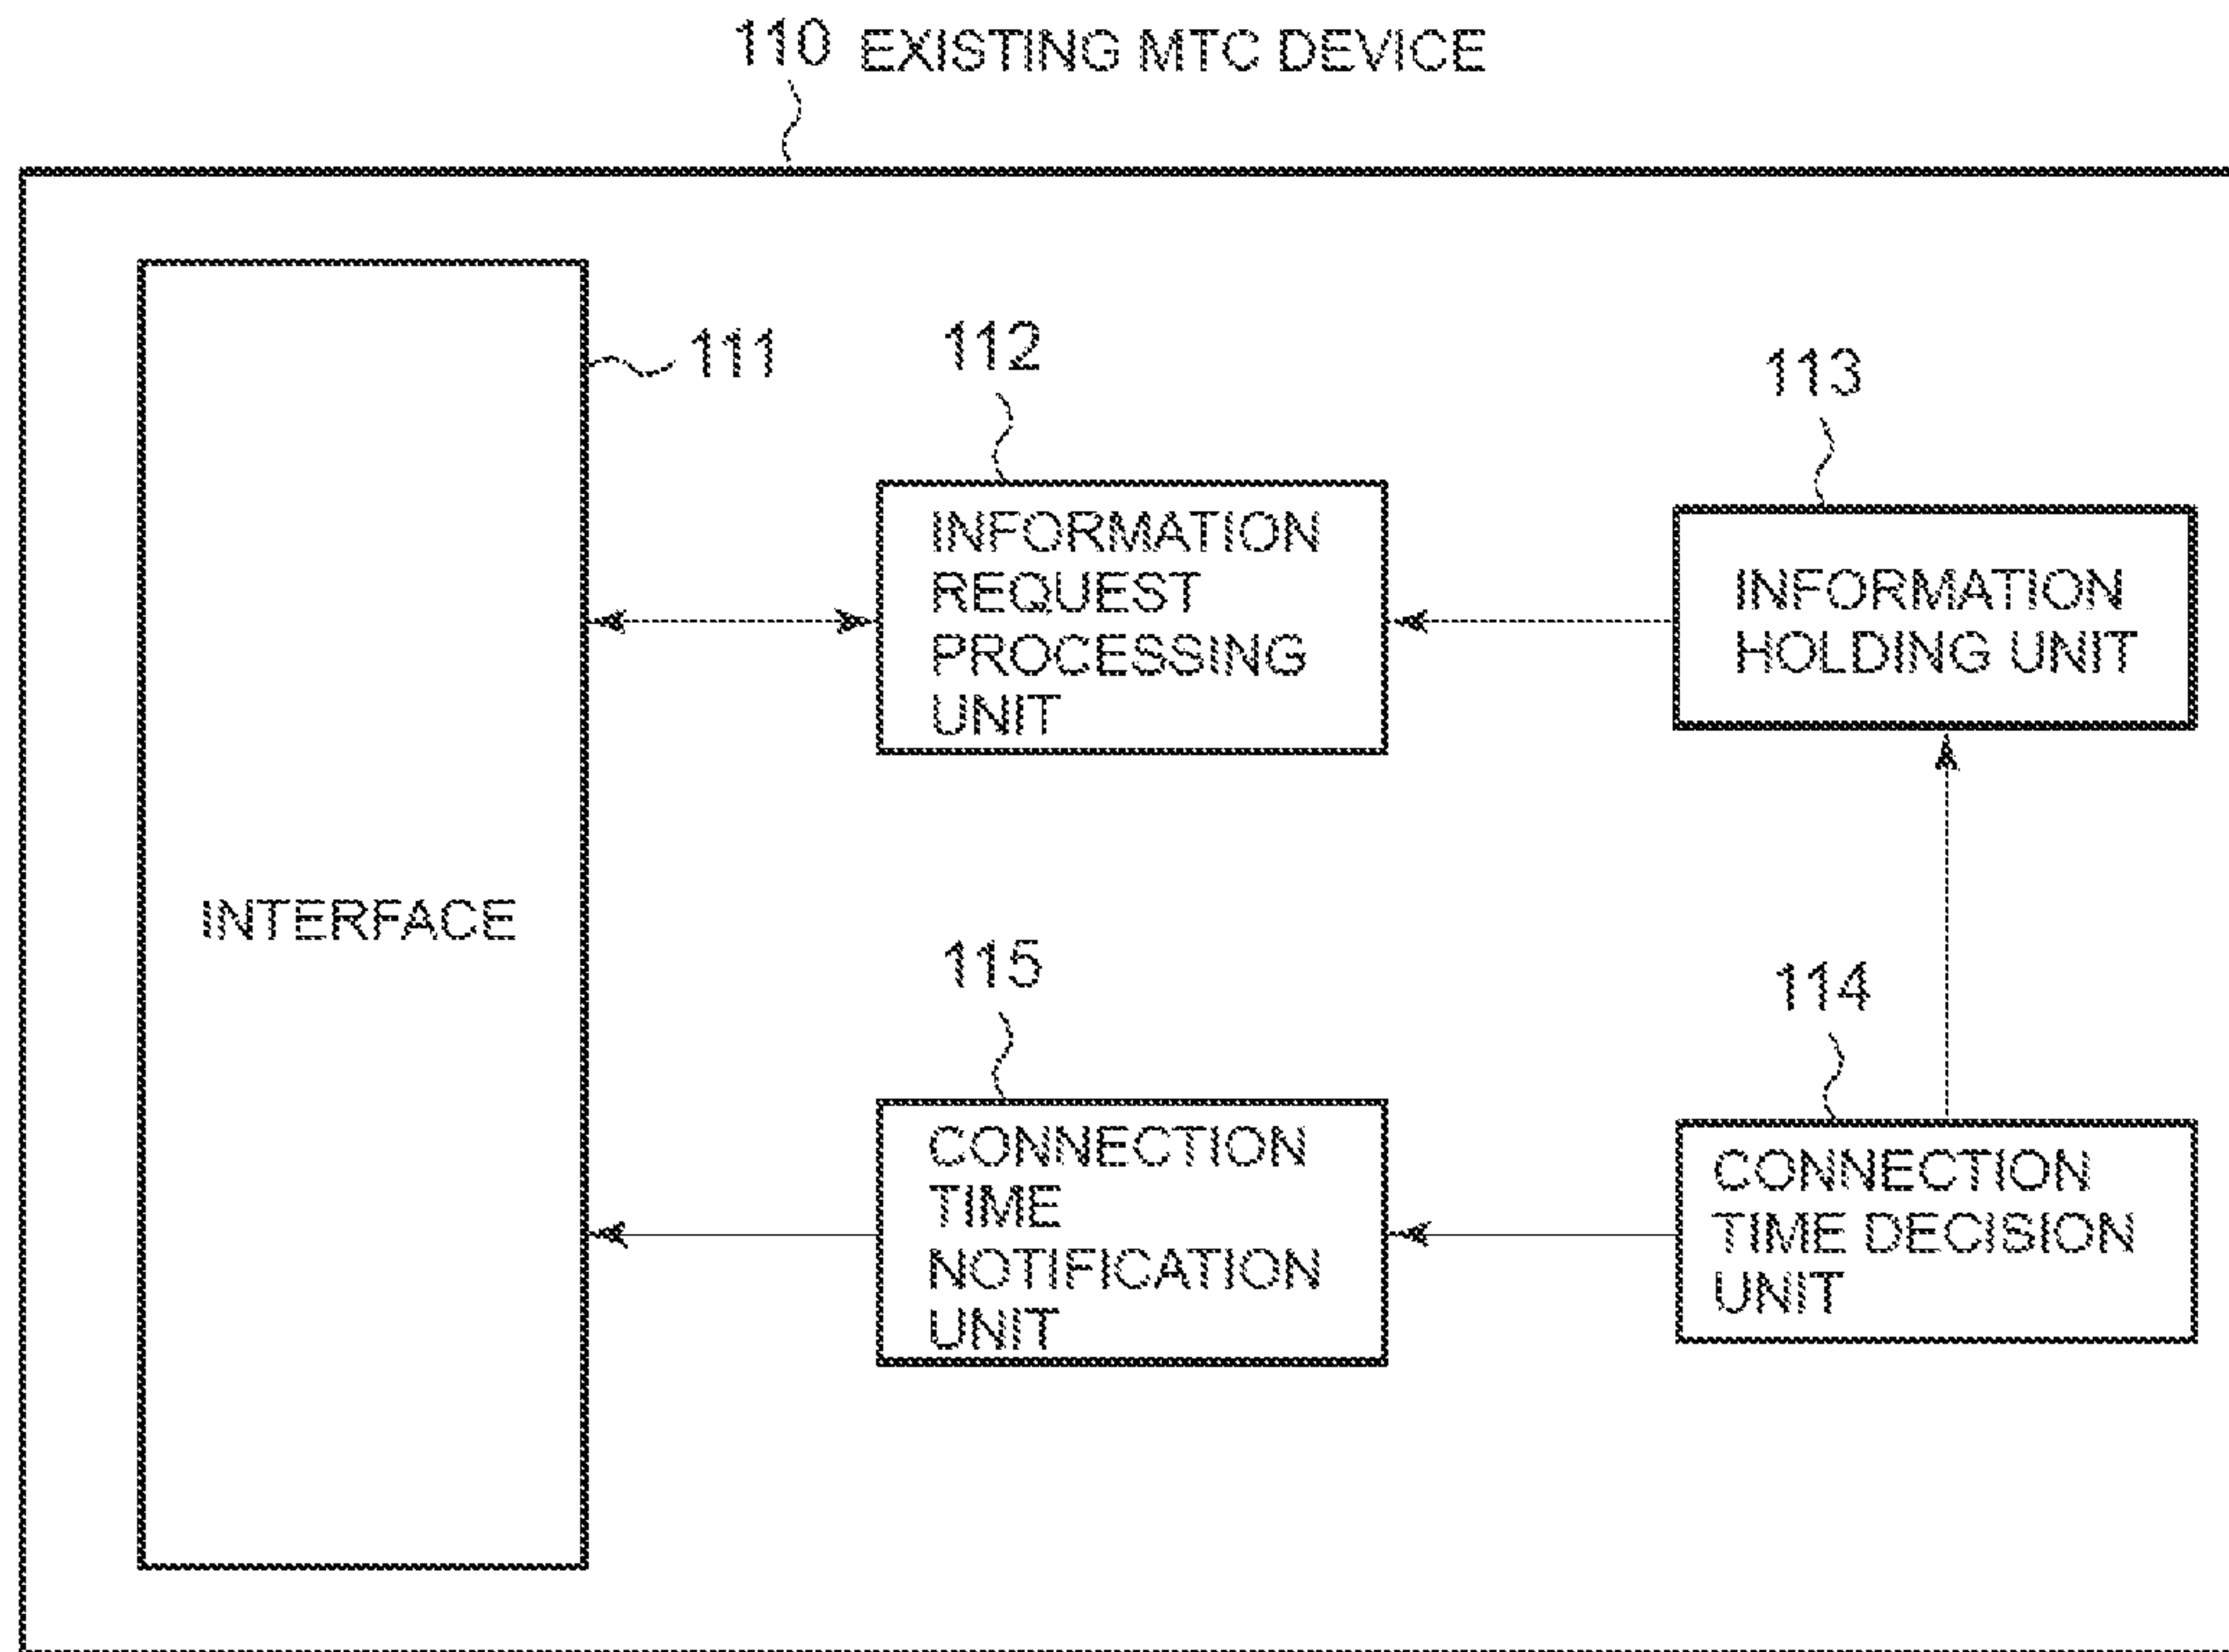 110 EXISTING MTC DEVICE
111
INTERFACE
112
INFORMATION
REQUEST
PROCESSING
UNIT
113
INFORMATION
HOLDING UNIT
115
CONNECTION
TIME
NOTIFICATION
UNIT
114
CONNECTION
TIME DECISION
UNIT